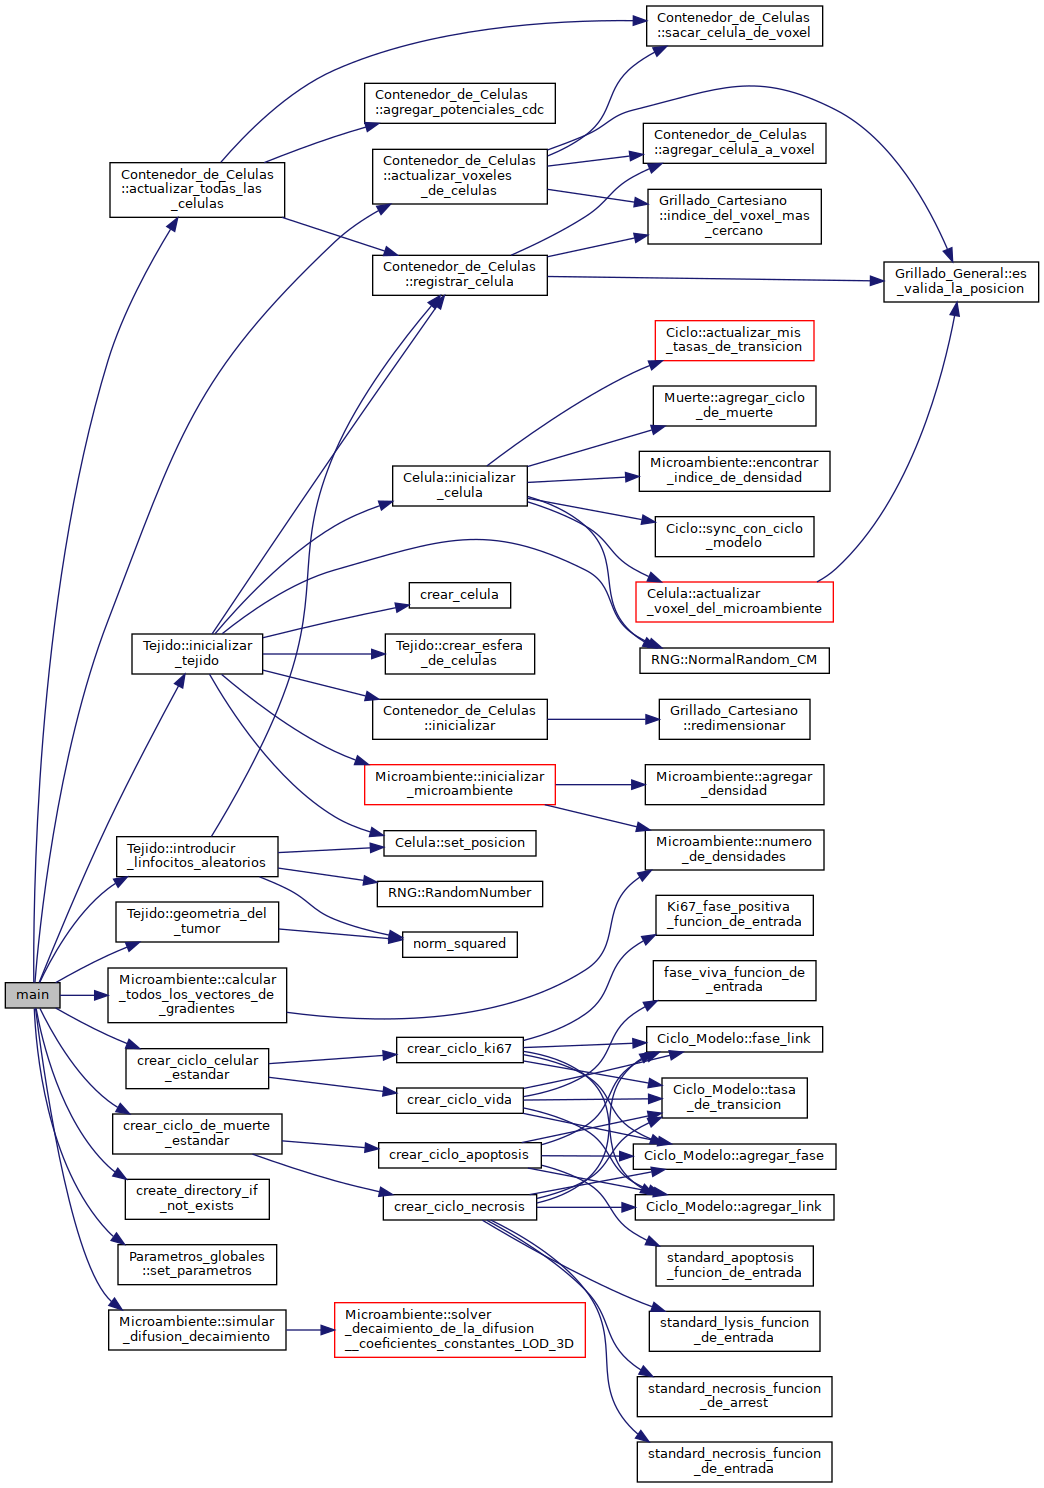 main
Contenedor_de_Celulas
::actualizar_todas_las
_celulas
Contenedor_de_Celulas
::sacar_celula_de_voxel
Contenedor_de_Celulas
::agregar_potenciales_cdc
Contenedor_de_Celulas
::actualizar_voxeles
_de_celulas
Contenedor_de_Celulas
::agregar_celula_a_voxel
Grillado_Cartesiano
::indice_del_voxel_mas
_cercano
Contenedor_de_Celulas
::registrar_celula
Grillado_General::es
_valida_la_posicion
Ciclo::actualizar_mis
_tasas_de_transicion
Muerte::agregar_ciclo
_de_muerte
Celula::inicializar
_celula
Microambiente::encontrar
_indice_de_densidad
Ciclo::sync_con_ciclo
_modelo
Celula::actualizar
_voxel_del_microambiente
crear_celula
Tejido::inicializar
_tejido
Tejido::crear_esfera
_de_celulas
RNG::NormalRandom_CM
Contenedor_de_Celulas
::inicializar
Grillado_Cartesiano
::redimensionar
Microambiente::inicializar
_microambiente
Microambiente::agregar
_densidad
Celula::set_posicion
Microambiente::numero
_de_densidades
Tejido::introducir
_linfocitos_aleatorios
RNG::RandomNumber
Tejido::geometria_del
_tumor
norm_squared
Ki67_fase_positiva
_funcion_de_entrada
Microambiente::calcular
_todos_los_vectores_de
_gradientes
fase_viva_funcion_de
_entrada
crear_ciclo_celular
_estandar
crear_ciclo_ki67
Ciclo_Modelo::fase_link
crear_ciclo_vida
Ciclo_Modelo::tasa
_de_transicion
crear_ciclo_de_muerte
_estandar
crear_ciclo_apoptosis
Ciclo_Modelo::agregar_fase
create_directory_if
_not_exists
crear_ciclo_necrosis
Ciclo_Modelo::agregar_link
Parametros_globales
::set_parametros
standard_apoptosis
_funcion_de_entrada
Microambiente::simular
_difusion_decaimiento
Microambiente::solver
_decaimiento_de_la_difusion
__coeficientes_constantes_LOD_3D
standard_lysis_funcion
_de_entrada
standard_necrosis_funcion
_de_arrest
standard_necrosis_funcion
_de_entrada